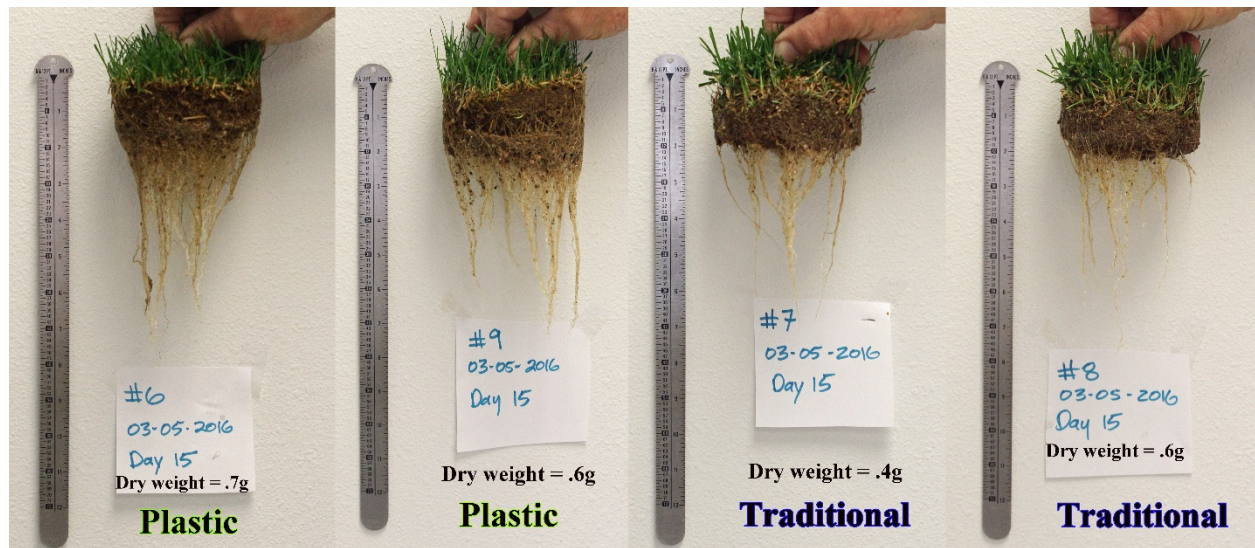 #6
03-05-2016
Day 15
Dry weight = .7g
Plastic
#9
03-05-2016
Day 15
Dry weight = .6g
Plastic
#7
03-05-2016
Day 15
Dry weight = .4g
Traditional
#8
03-05-2016
Day 15
Dry weight = .6g
Traditional